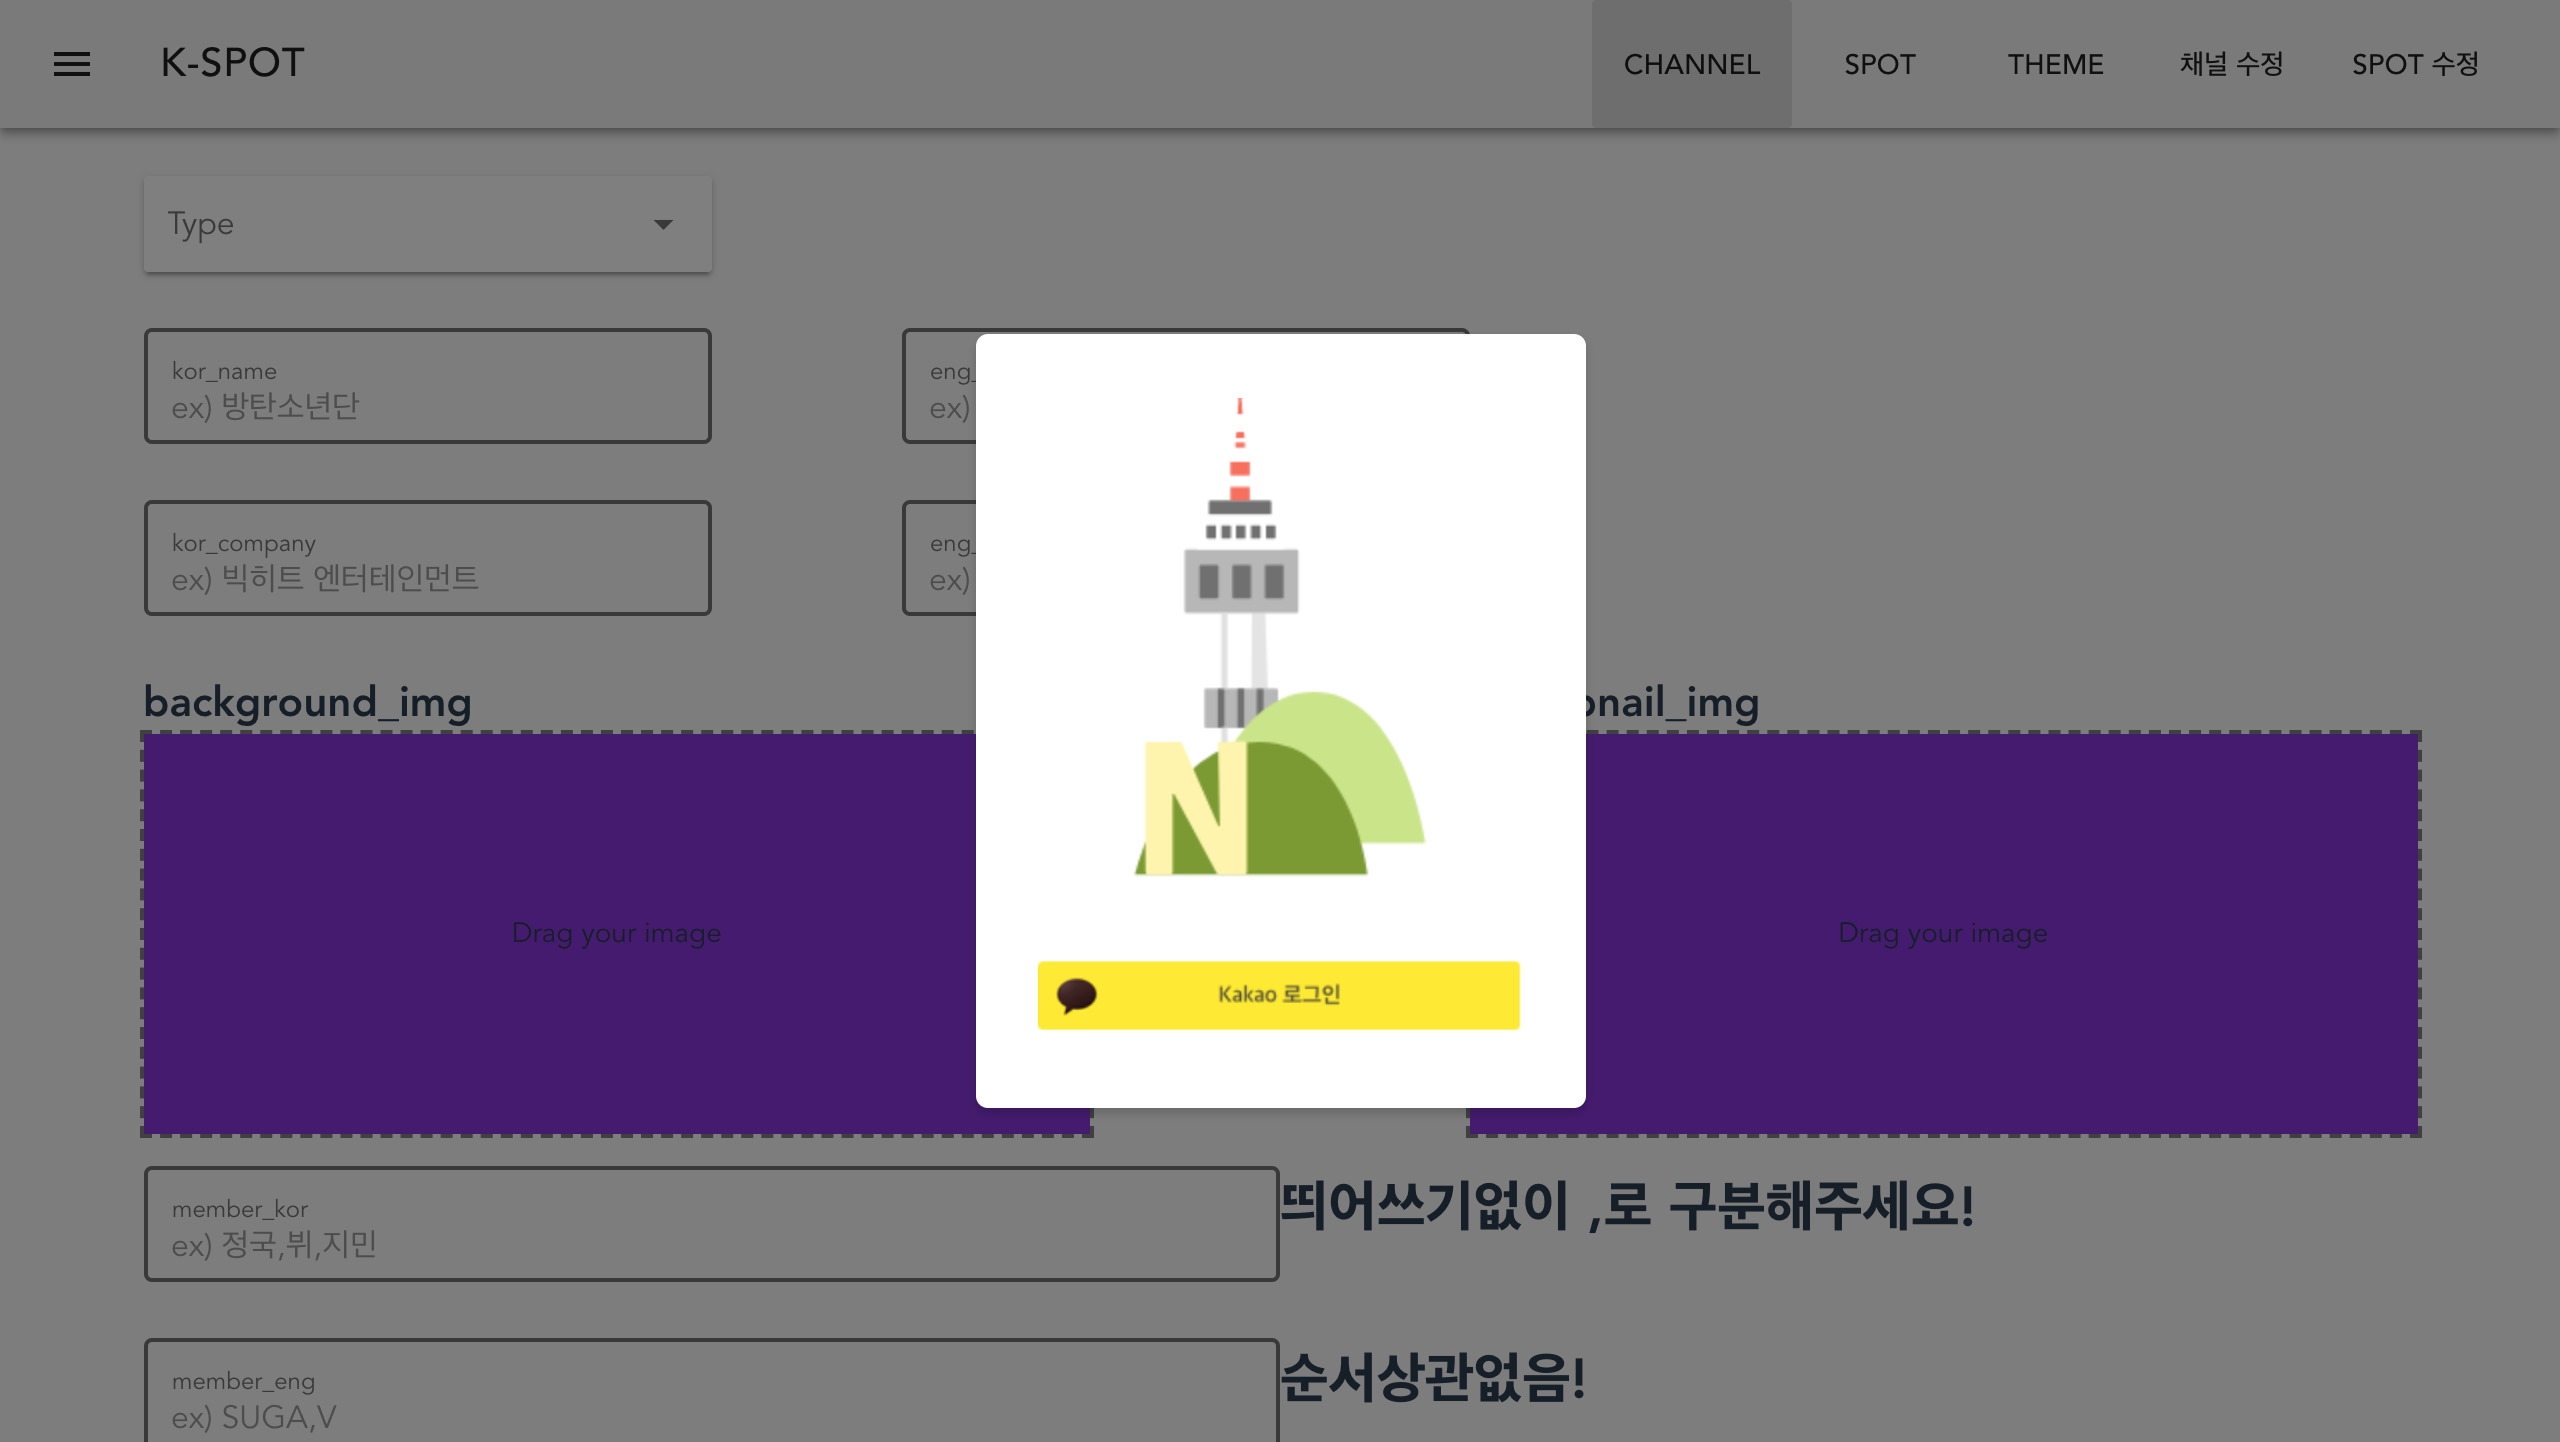 K-SPOT
CHANNEL
SPOT
THEME
채널 수정
SPOT 수정
Type
kor_name
ex) 방탄소년단
eng_
ex)
kor_company
ex) 빅히트 엔터테인먼트
eng_
ex)
background_img
onail_img
Drag your image
Drag your image
N
Kakao 로그인
member_kor
ex) 정국,뷔,지민
띄어쓰기없이 ,로 구분해주세요!
member_eng
ex) SUGA,V
순서상관없음!